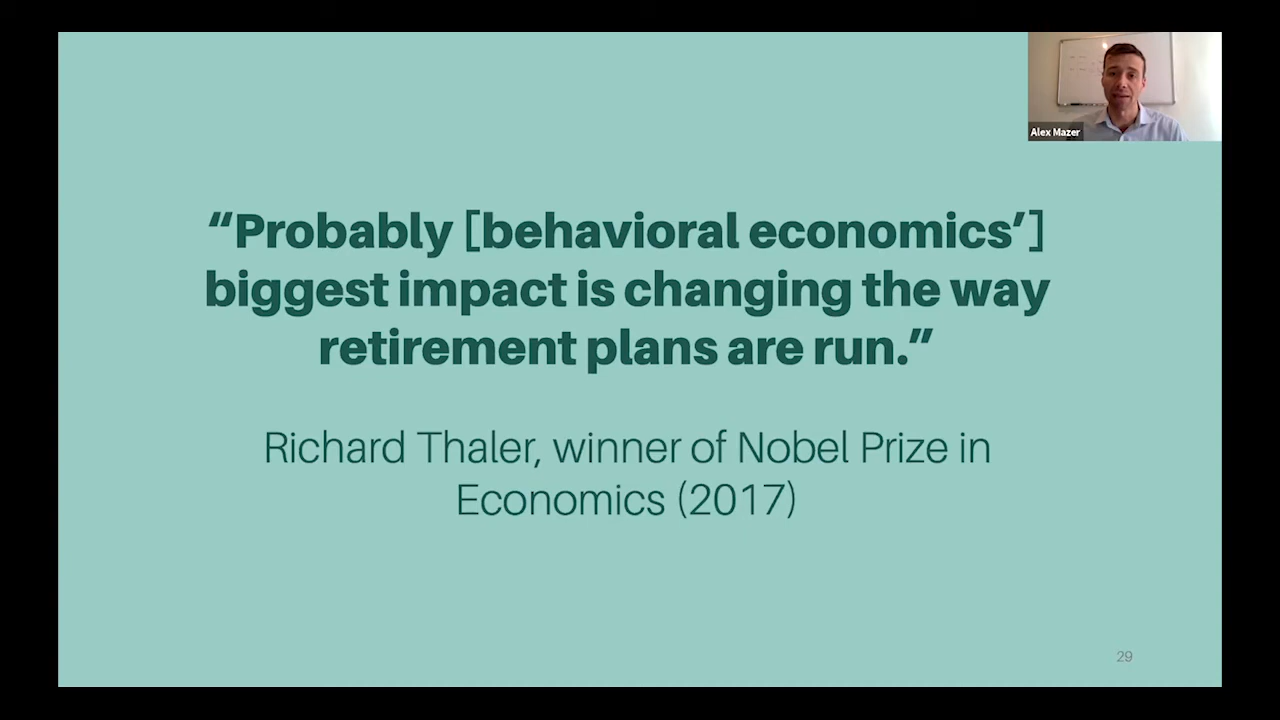 Alex Mazer
“Probably [behavioral economics’]
biggest impact is changing the way
retirement plans are run.”
Richard Thaler, winner of Nobel Prize in
Economics (2017)
29